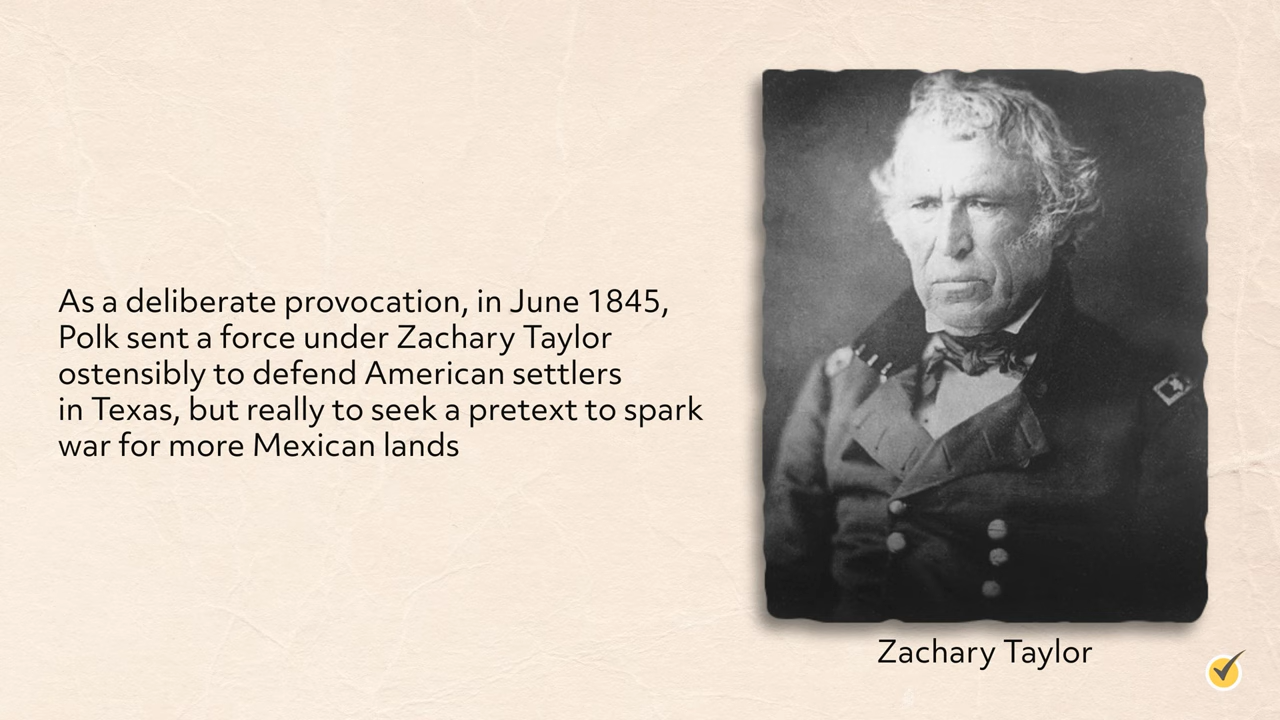 As a deliberate provocation, in June 1845,
Polk sent a force under Zachary Taylor
ostensibly to defend American settlers
in Texas, but really to seek a pretext to spark
war for more Mexican lands
Zachary Taylor